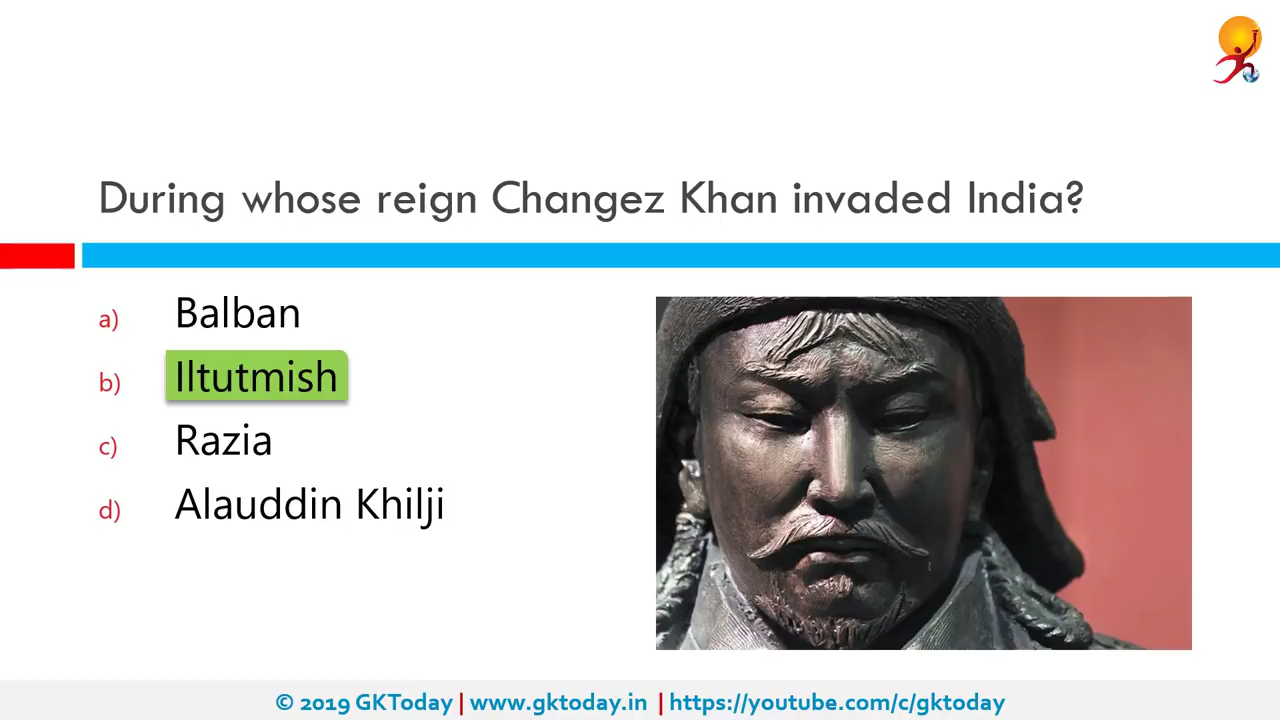 During whose reign Changez Khan invaded India?
a) Balban
b) Iltutmish
c) Razia
d) Alauddin Khilji
© 2019 GKToday | www.gktoday.in | https://youtube.com/c/gktoday